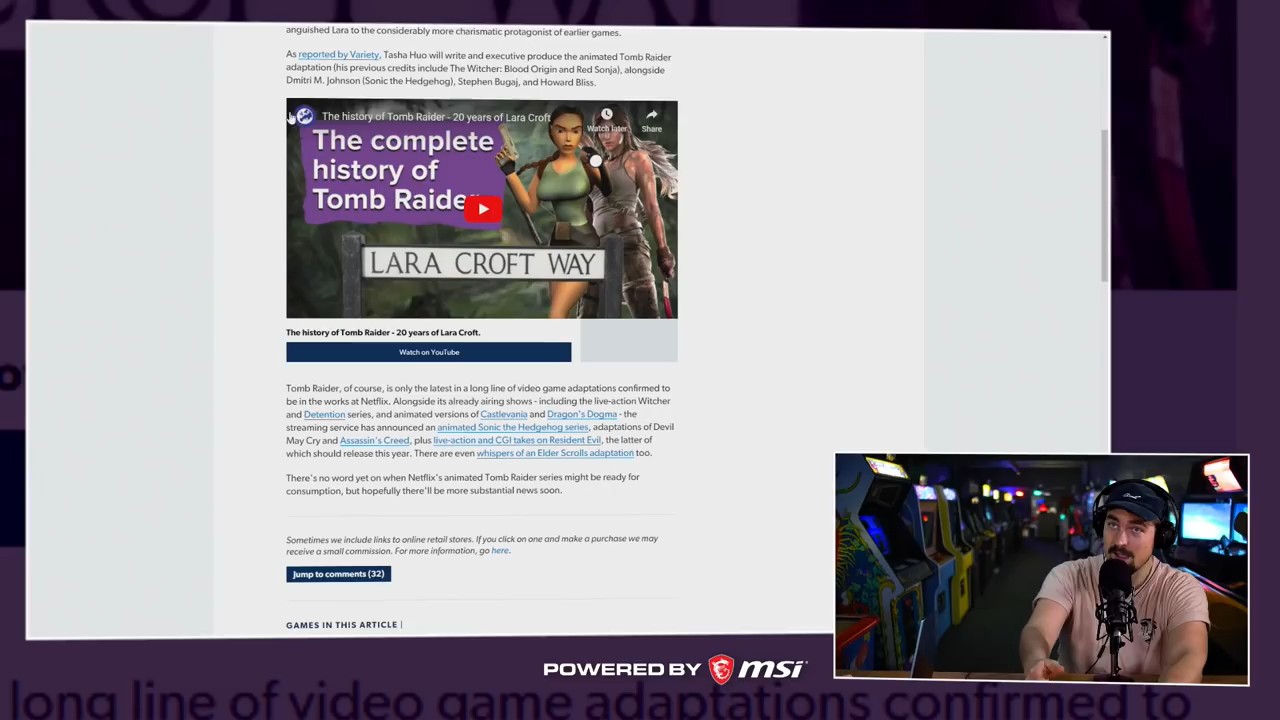 anguished Lara to the considerably more charismatic protagonist of earlier games.
As reported by Variety, Tasha Huo will write and executive produce the animated Tomb Raider
adaptation (his previous credits include The Witcher: Blood Origin and Red Sonja), alongside
Dmitri M. Johnson (Sonic the Hedgehog), Stephen Bugaj, and Howard Bliss.
The history of Tomb Raider - 20 years of Lara Croft
Watch later
Share
The complete
history of
Tomb Raider
LARA CROFT WAY
The history of Tomb Raider - 20 years of Lara Croft.
Watch on YouTube
Tomb Raider, of course, is only the latest in a long line of video game adaptations confirmed to
be in the works at Netflix. Alongside its already airing shows - including the live-action Witcher
and Detention series, and animated versions of Castlevania and Dragon's Dogma - the
streaming service has announced an animated Sonic the Hedgehog series, adaptations of Devil
May Cry and Assassin's Creed, plus live-action and CGI takes on Resident Evil, the latter of
which should release this year. There are even whispers of an Elder Scrolls adaptation too.
There's no word yet on when Netflix's animated Tomb Raider series might be ready for
consumption, but hopefully there'll be more substantial news soon.
Sometimes we include links to online retail stores. If you click on one and make a purchase we may
receive a small commission. For more information, go here.
Jump to comments (32)
GAMES IN THIS ARTICLE |
POWERED BY msi
long line of video game adaptations confirmed to